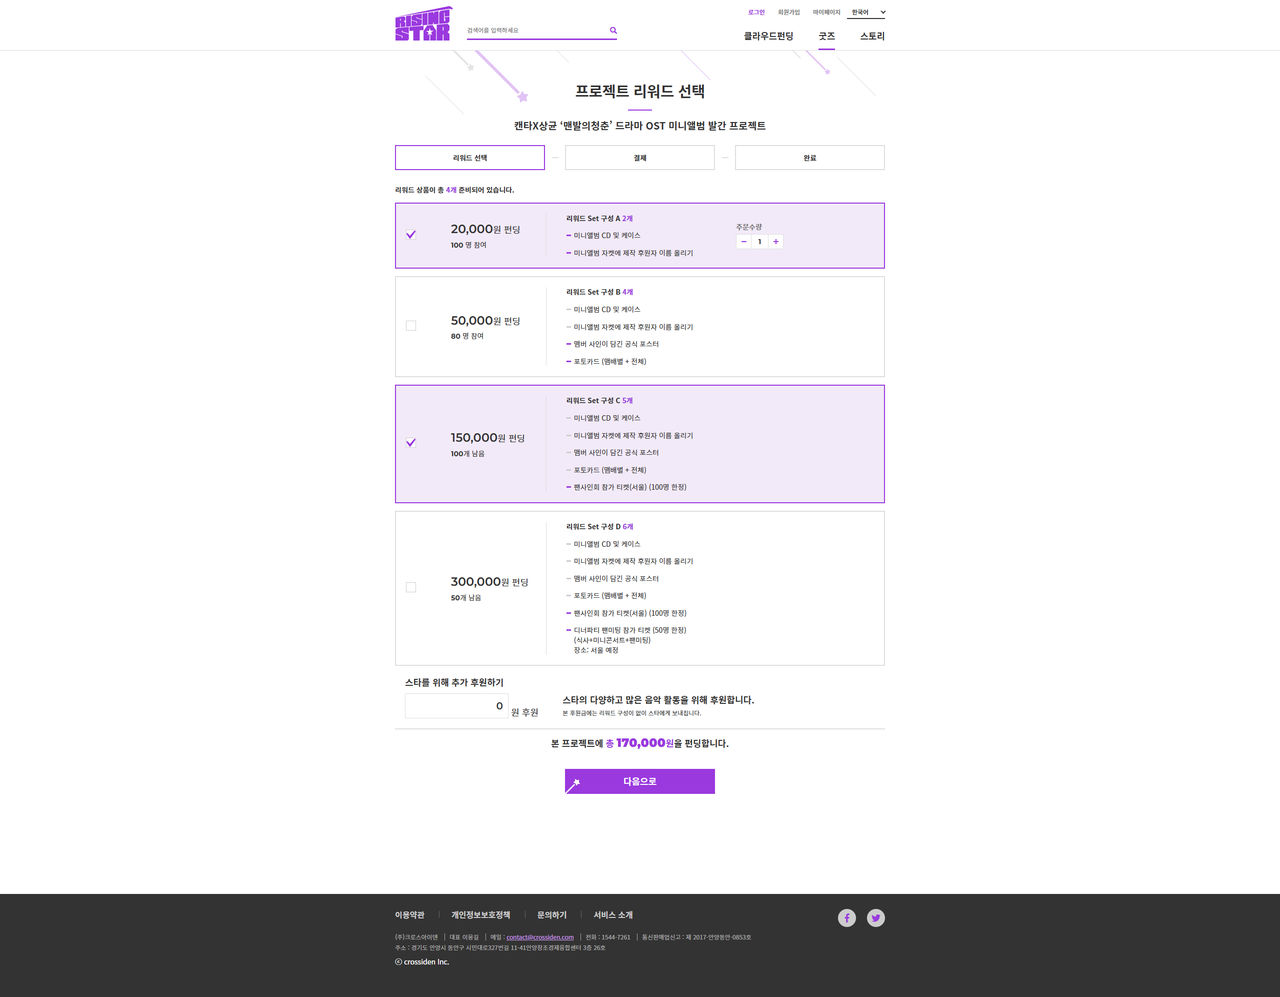 RISING STAR
검색어를 입력하세요
로그인 회원가입 마이페이지 한국어
클라우드펀딩 굿즈 스토리
프로젝트 리워드 선택
캔타X상균 ‘맨발의청춘’ 드라마 OST 미니앨범 발간 프로젝트
리워드 선택 결제 완료
리워드 상품이 총 4개 준비되어 있습니다.
20,000원 펀딩
100 명 참여
리워드 Set 구성 A 2개
미니앨범 CD 및 케이스
미니앨범 자켓에 제작 후원자 이름 올리기
주문수량
− 1 +
50,000원 펀딩
80 명 참여
리워드 Set 구성 B 4개
미니앨범 CD 및 케이스
미니앨범 자켓에 제작 후원자 이름 올리기
멤버 사인이 담긴 공식 포스터
포토카드 (맴배별 + 전체)
150,000원 펀딩
100개 남음
리워드 Set 구성 C 5개
미니앨범 CD 및 케이스
미니앨범 자켓에 제작 후원자 이름 올리기
멤버 사인이 담긴 공식 포스터
포토카드 (맴배별 + 전체)
팬사인회 참가 티켓(서울) (100명 한정)
300,000원 펀딩
50개 남음
리워드 Set 구성 D 6개
미니앨범 CD 및 케이스
미니앨범 자켓에 제작 후원자 이름 올리기
멤버 사인이 담긴 공식 포스터
포토카드 (맴배별 + 전체)
팬사인회 참가 티켓(서울) (100명 한정)
디너파티 팬미팅 참가 티켓 (50명 한정)
(식사+미니콘서트+팬미팅)
장소: 서울 예정
스타를 위해 추가 후원하기
0 원 후원
스타의 다양하고 많은 음악 활동을 위해 후원합니다.
본 후원금에는 리워드 구성이 없이 스타에게 보내집니다.
본 프로젝트에 총 170,000원을 펀딩합니다.
다음으로
이용약관 | 개인정보보호정책 | 문의하기 | 서비스 소개
(주)크로스아이덴 | 대표 이용길 | 메일 : contact@crossiden.com | 전화 : 1544-7261 | 통신판매업신고 : 제 2017-안양동안-0853호
주소 : 경기도 안양시 동안구 시민대로327번길 11-41안양창조경제융합센터 3층 26호
ⓒ crossiden Inc.